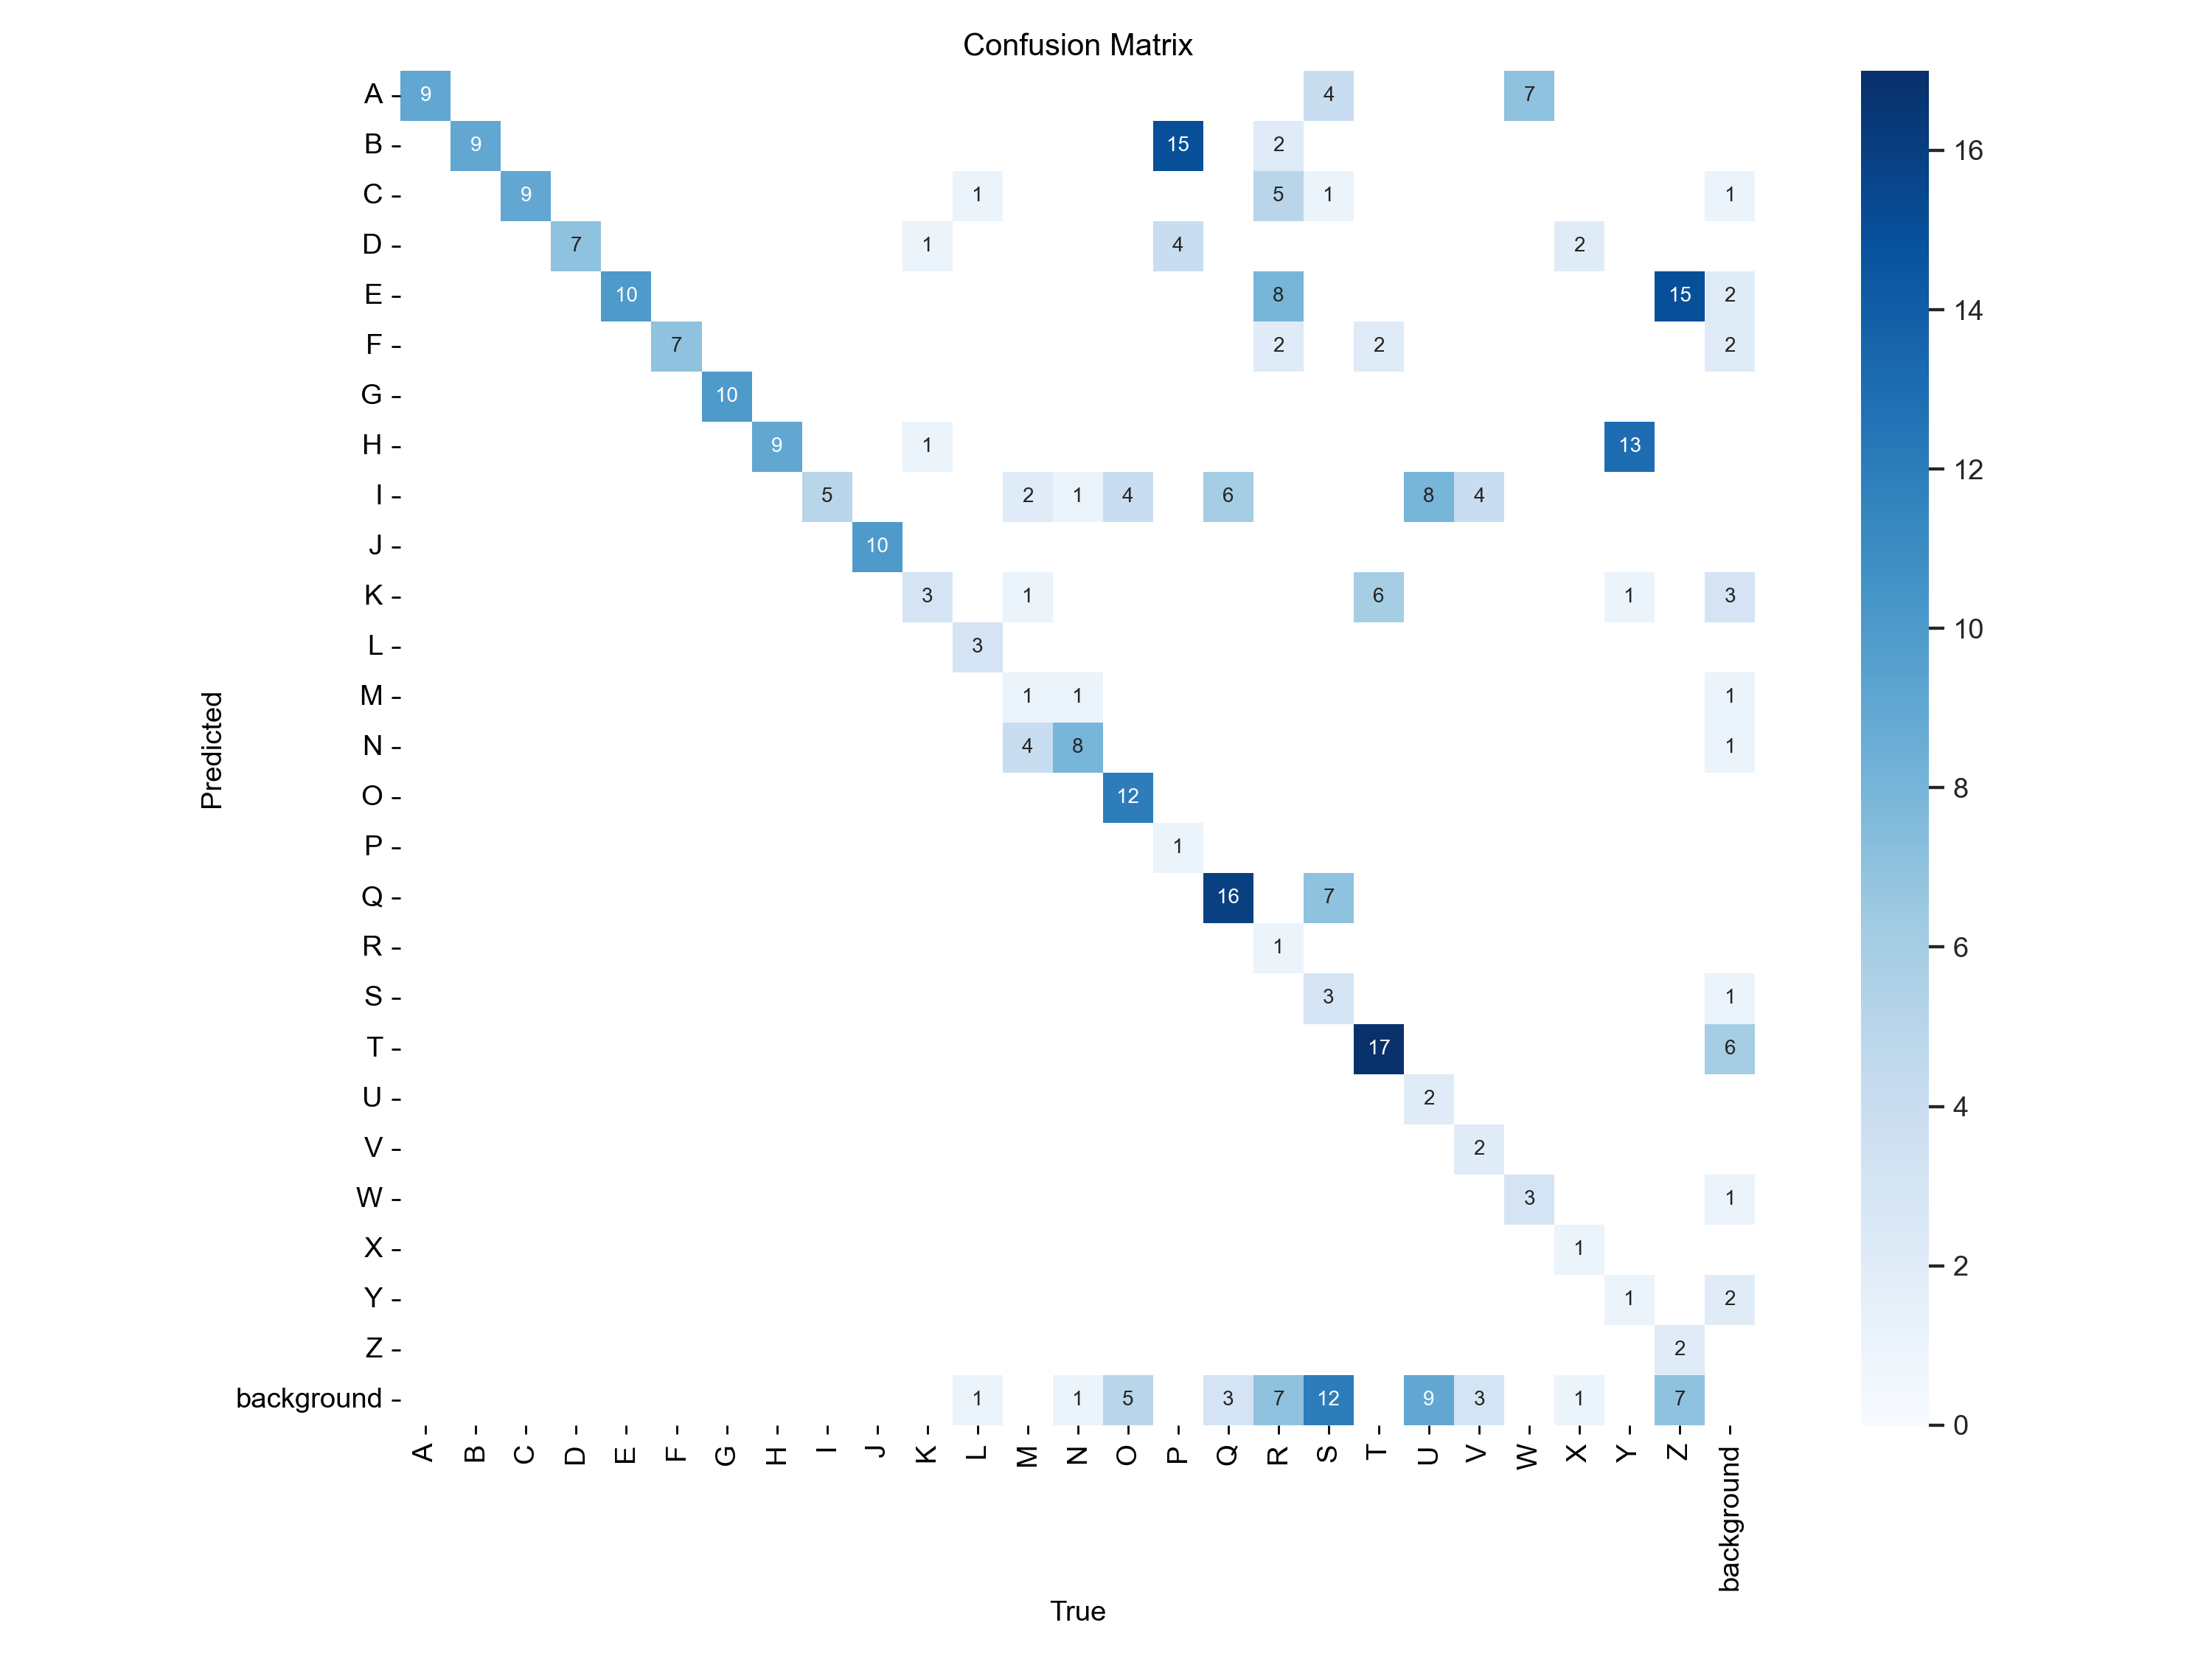 Confusion Matrix
A 9 4 7
B 9 15 2
C 9 1 5 1 1
D 7 1 4 2
E 10 8 15 2
F 7 2 2 2
G 10
H 9 1 13
I 5 2 1 4 6 8 4
J 10
K 3 1 6 1 3
L 3
M 1 1 1
N 4 8 1
O 12
P 1
Q 16 7
R 1
S 3 1
T 17 6
U 2
V 2
W 3 1
X 1
Y 1 2
Z 2
background 1 1 5 3 7 12 9 3 1 7
A B C D E F G H I J K L M N O P Q R S T U V W X Y Z background
True
Predicted
16
14
12
10
8
6
4
2
0